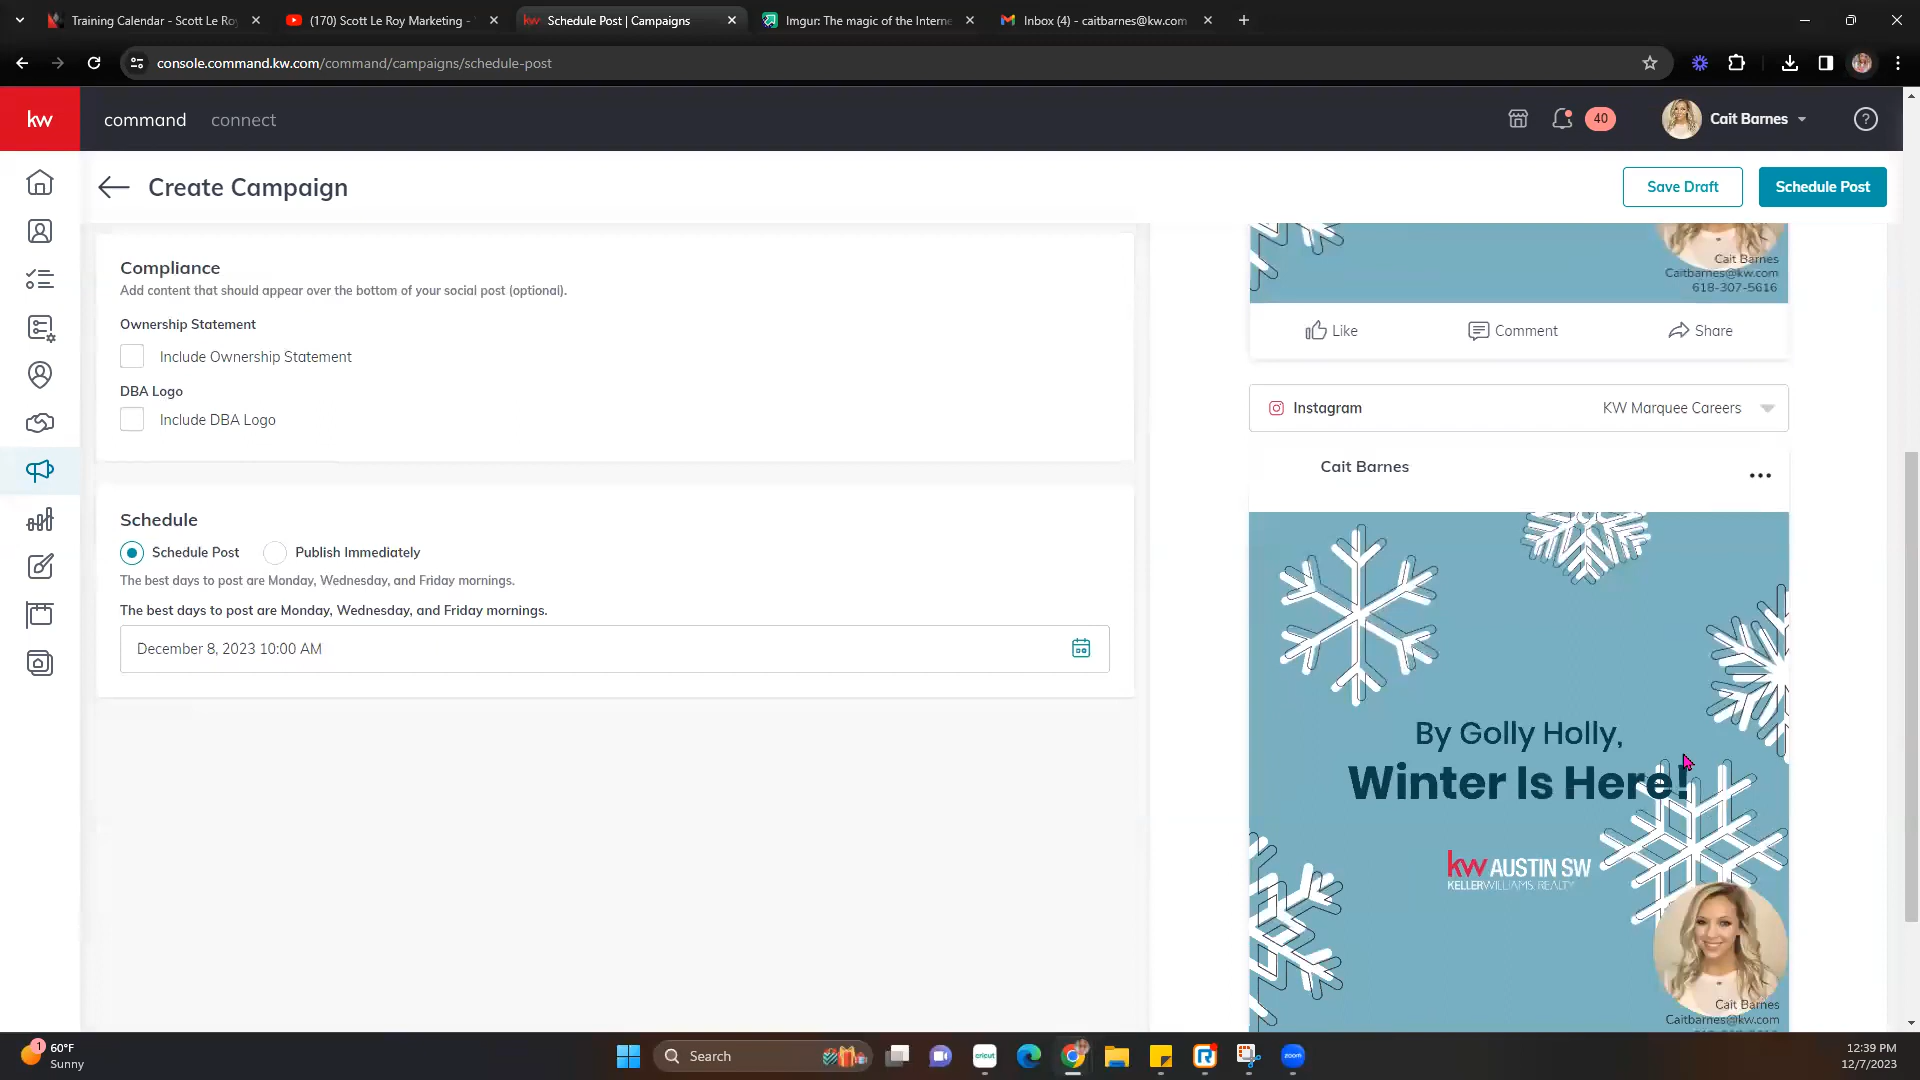 Training Calendar - Scott Le Ro
(170) Scott Le Roy Marketing -
kw Schedule Post | Campaigns
Imgur: The magic of the Interne
Inbox (4) - caitbarnes@kw.com
console.command.kw.com/command/campaigns/schedule-post
kw
command
connect
40
Cait Barnes
?
Create Campaign
Save Draft
Schedule Post
Compliance
Add content that should appear over the bottom of your social post (optional).
Ownership Statement
Include Ownership Statement
DBA Logo
Include DBA Logo
Schedule
Schedule Post
Publish Immediately
The best days to post are Monday, Wednesday, and Friday mornings.
The best days to post are Monday, Wednesday, and Friday mornings.
December 8, 2023 10:00 AM
Cait Barnes
Caitbarnes@kw.com
618-307-5616
Like
Comment
Share
Instagram
KW Marquee Careers
Cait Barnes
By Golly Holly,
Winter Is Here!
kw AUSTIN SW
KELLERWILLIAMS. REALTY
Cait Barnes
Caitbarnes@kw.com
1
60°F
Sunny
Search
cricut
zoom
12:39 PM
12/7/2023